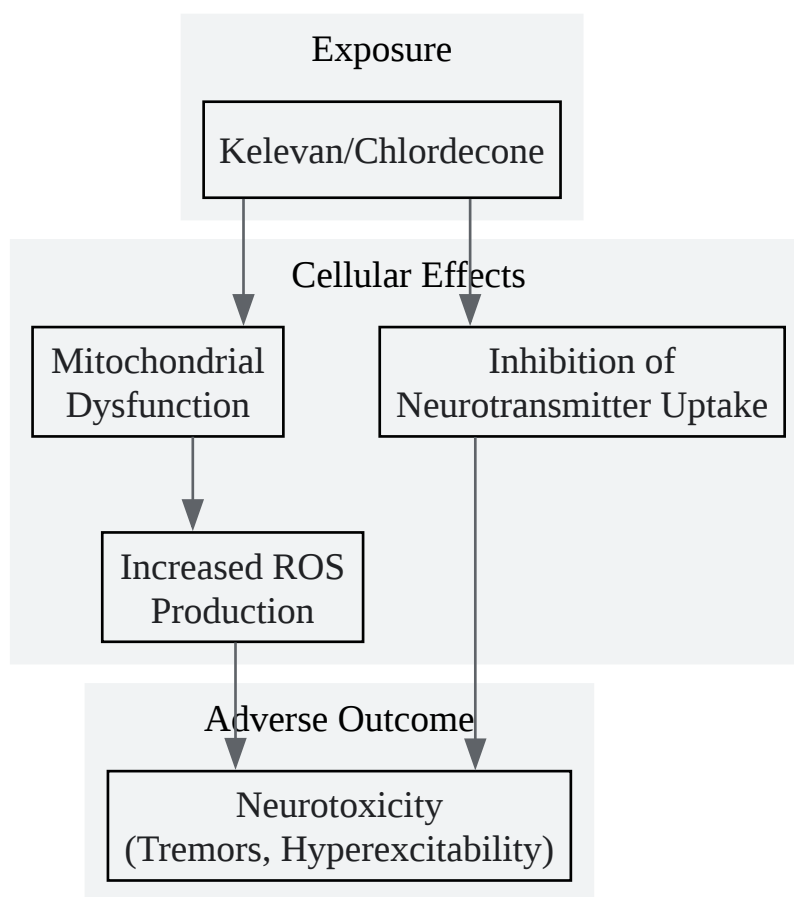 Exposure
Kelevan/Chlordecone
Cellular Effects
Mitochondrial
Dysfunction
Inhibition of
Neurotransmitter Uptake
Increased ROS
Production
Adverse Outcome
Neurotoxicity
(Tremors, Hyperexcitability)